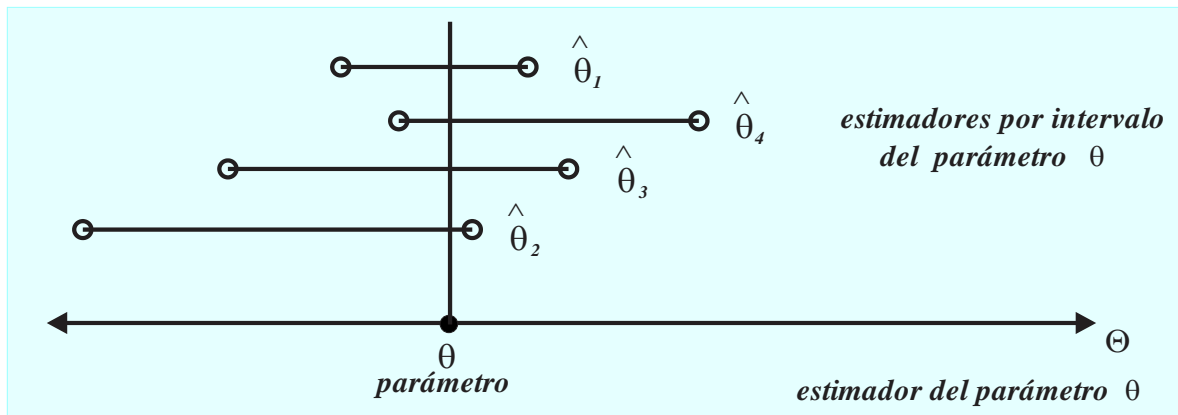 θ̂₁
θ̂₄
estimadores por intervalo
del parámetro θ
θ̂₃
θ̂₂
θ
Θ
parámetro
estimador del parámetro θ